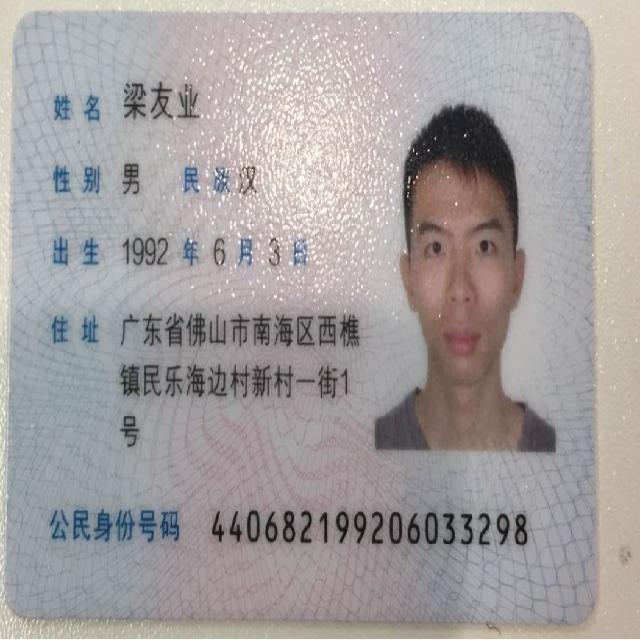 姓名 梁友业
性别 男 民族 汉
出生 1992 年 6 月 3 日
住址 广东省佛山市南海区西樵
镇民乐海边村新村一街1
号
公民身份号码 440682199206033298